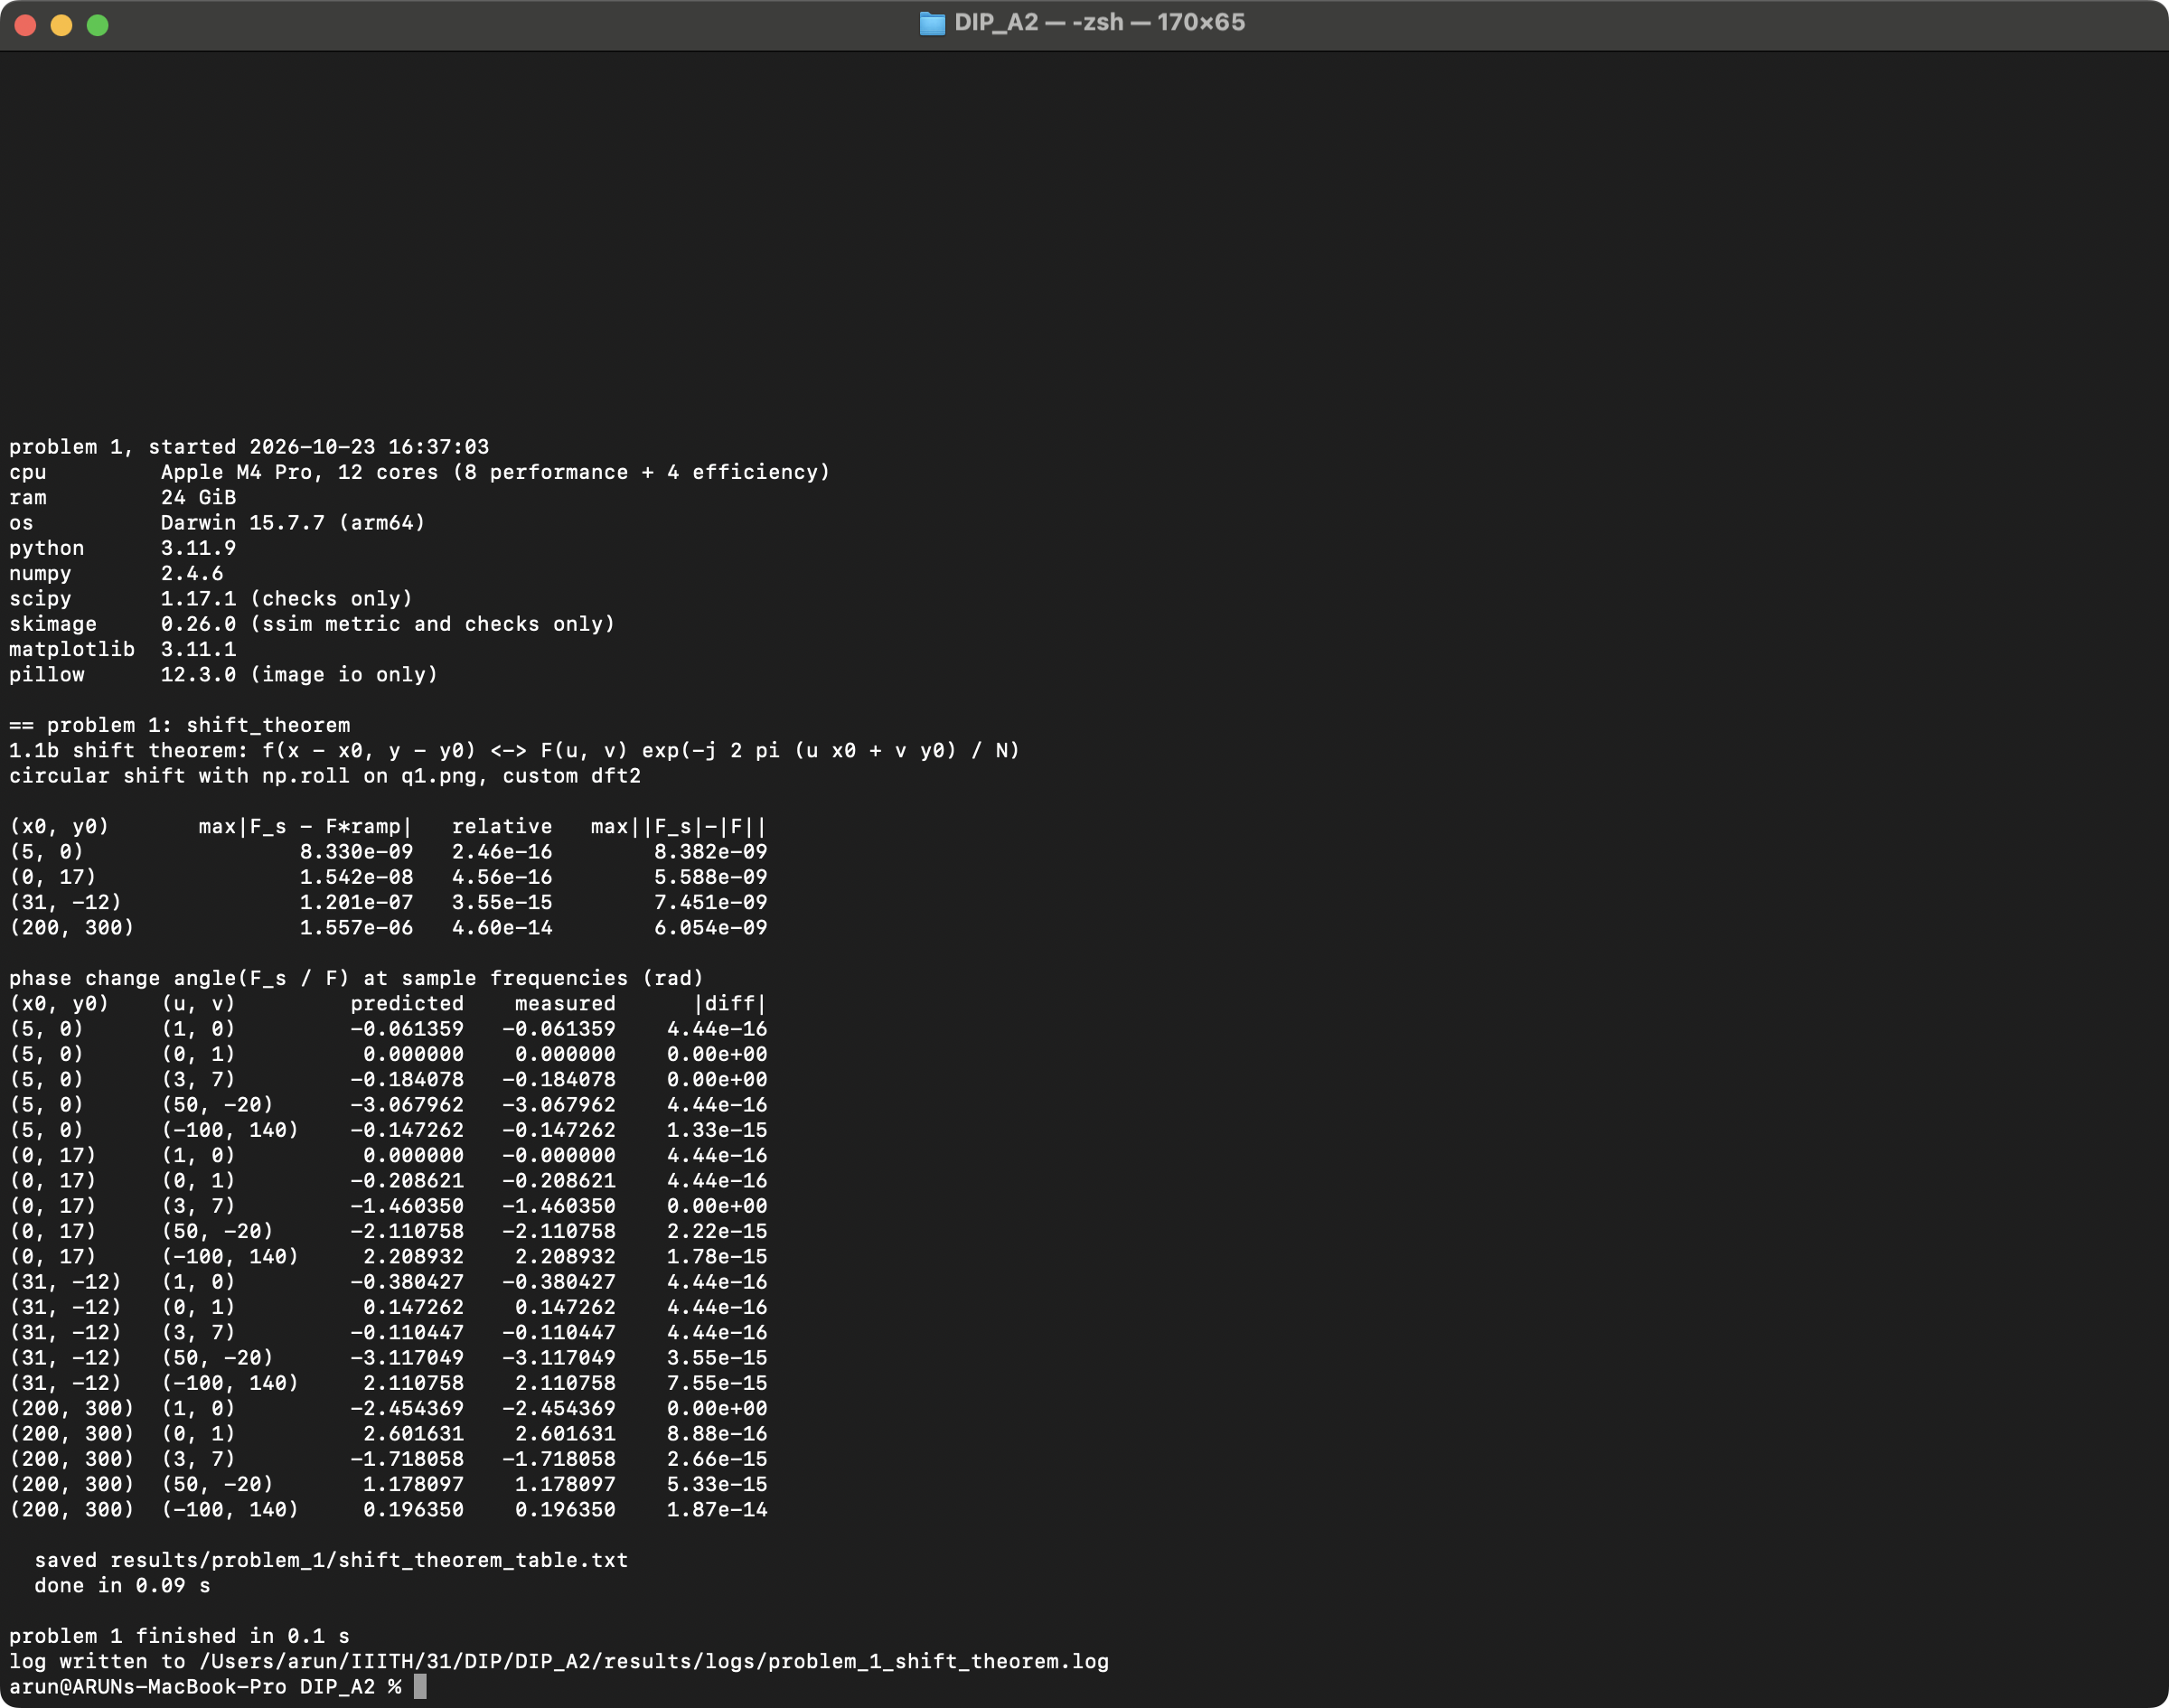 DIP_A2 — -zsh — 170×65
problem 1, started 2026-10-23 16:37:03
cpu         Apple M4 Pro, 12 cores (8 performance + 4 efficiency)
ram         24 GiB
os          Darwin 15.7.7 (arm64)
python      3.11.9
numpy       2.4.6
scipy       1.17.1 (checks only)
skimage     0.26.0 (ssim metric and checks only)
matplotlib  3.11.1
pillow      12.3.0 (image io only)
== problem 1: shift_theorem
1.1b shift theorem: f(x - x0, y - y0) <-> F(u, v) exp(-j 2 pi (u x0 + v y0) / N)
circular shift with np.roll on q1.png, custom dft2
(x0, y0)       max|F_s - F*ramp|   relative   max||F_s|-|F||
(5, 0)                 8.330e-09   2.46e-16        8.382e-09
(0, 17)                1.542e-08   4.56e-16        5.588e-09
(31, -12)              1.201e-07   3.55e-15        7.451e-09
(200, 300)             1.557e-06   4.60e-14        6.054e-09
phase change angle(F_s / F) at sample frequencies (rad)
(x0, y0)    (u, v)         predicted    measured      |diff|
(5, 0)      (1, 0)         -0.061359   -0.061359    4.44e-16
(5, 0)      (0, 1)          0.000000    0.000000    0.00e+00
(5, 0)      (3, 7)         -0.184078   -0.184078    0.00e+00
(5, 0)      (50, -20)      -3.067962   -3.067962    4.44e-16
(5, 0)      (-100, 140)    -0.147262   -0.147262    1.33e-15
(0, 17)     (1, 0)          0.000000   -0.000000    4.44e-16
(0, 17)     (0, 1)         -0.208621   -0.208621    4.44e-16
(0, 17)     (3, 7)         -1.460350   -1.460350    0.00e+00
(0, 17)     (50, -20)      -2.110758   -2.110758    2.22e-15
(0, 17)     (-100, 140)     2.208932    2.208932    1.78e-15
(31, -12)   (1, 0)         -0.380427   -0.380427    4.44e-16
(31, -12)   (0, 1)          0.147262    0.147262    4.44e-16
(31, -12)   (3, 7)         -0.110447   -0.110447    4.44e-16
(31, -12)   (50, -20)      -3.117049   -3.117049    3.55e-15
(31, -12)   (-100, 140)     2.110758    2.110758    7.55e-15
(200, 300)  (1, 0)         -2.454369   -2.454369    0.00e+00
(200, 300)  (0, 1)          2.601631    2.601631    8.88e-16
(200, 300)  (3, 7)         -1.718058   -1.718058    2.66e-15
(200, 300)  (50, -20)       1.178097    1.178097    5.33e-15
(200, 300)  (-100, 140)     0.196350    0.196350    1.87e-14
  saved results/problem_1/shift_theorem_table.txt
  done in 0.09 s
problem 1 finished in 0.1 s
log written to /Users/arun/IIITH/31/DIP/DIP_A2/results/logs/problem_1_shift_theorem.log
arun@ARUNs-MacBook-Pro DIP_A2 %